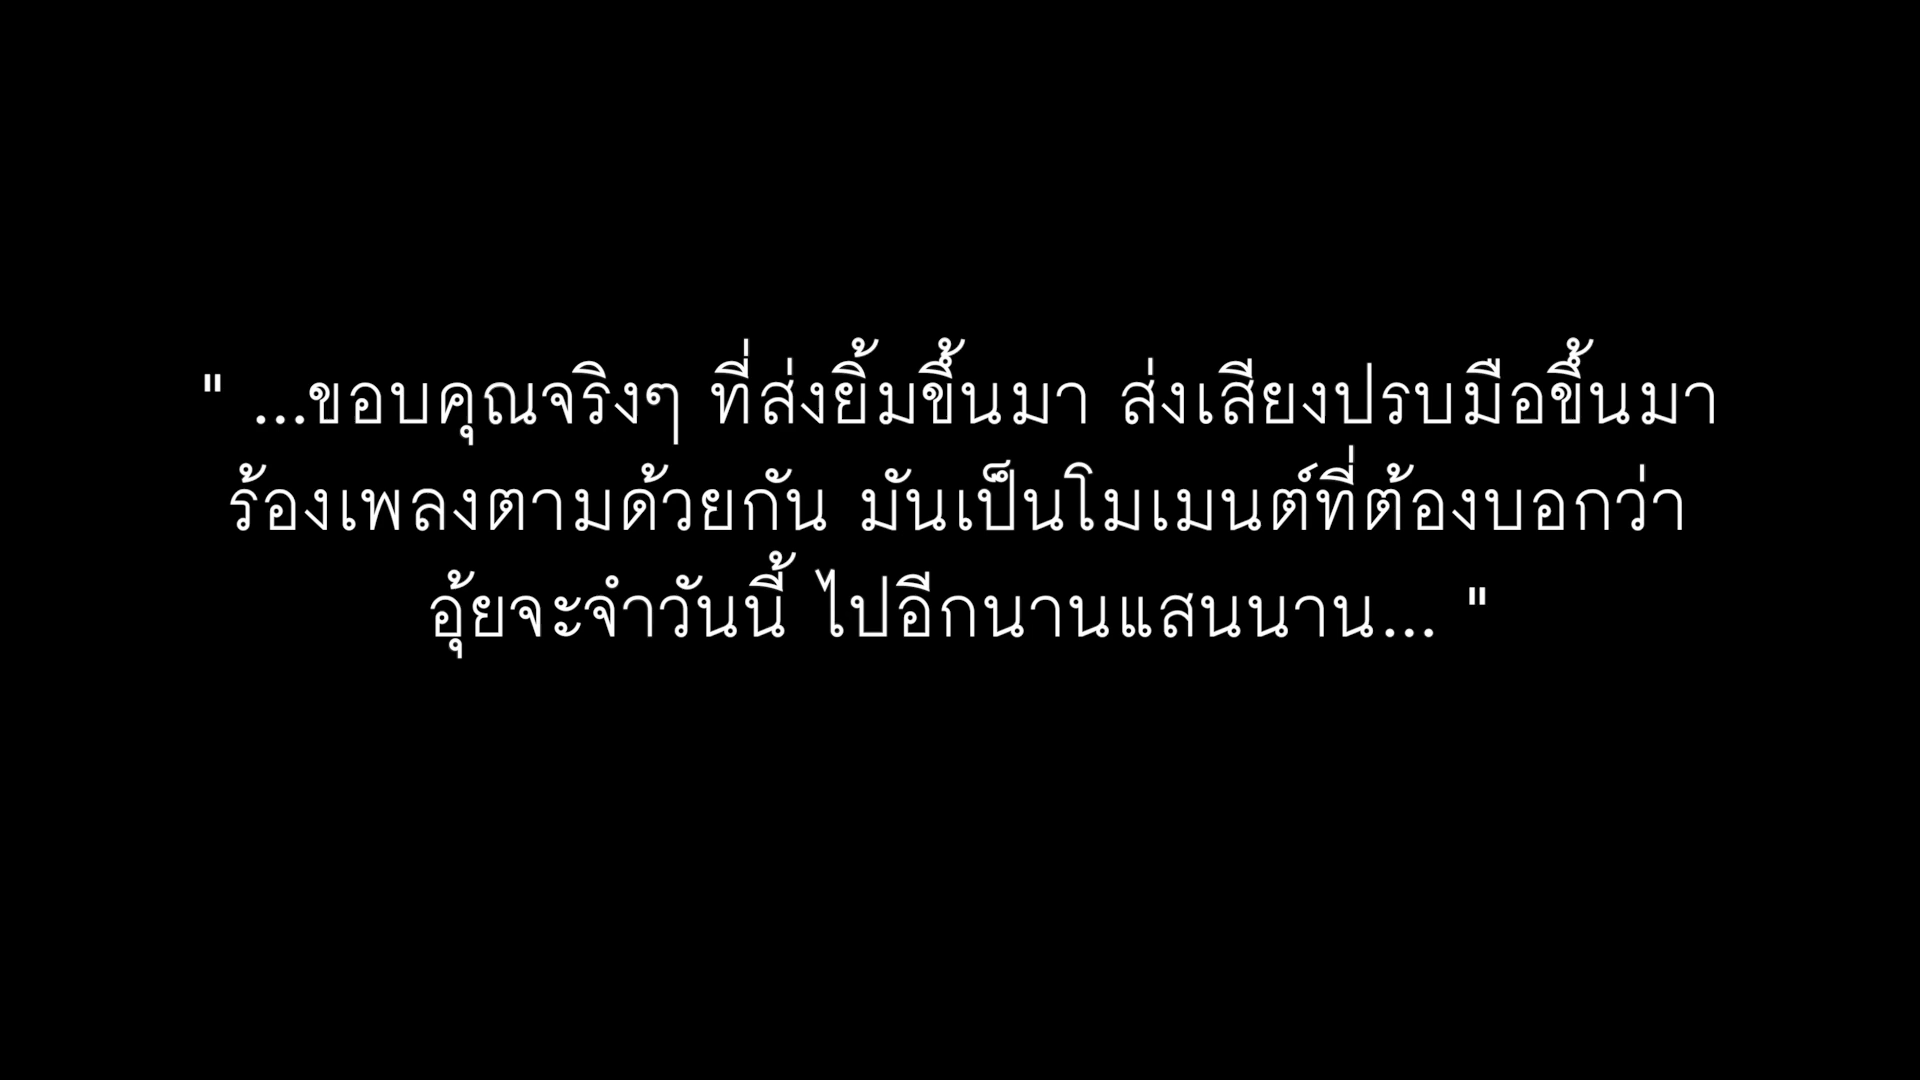 " ...ขอบคุณจริงๆ ที่ส่งยิ้มขึ้นมา ส่งเสียงปรบมือขึ้นมา
ร้องเพลงตามด้วยกัน มันเป็นโมเมนต์ที่ต้องบอกว่า
อุ้ยจะจำวันนี้ ไปอีกนานแสนนาน... "